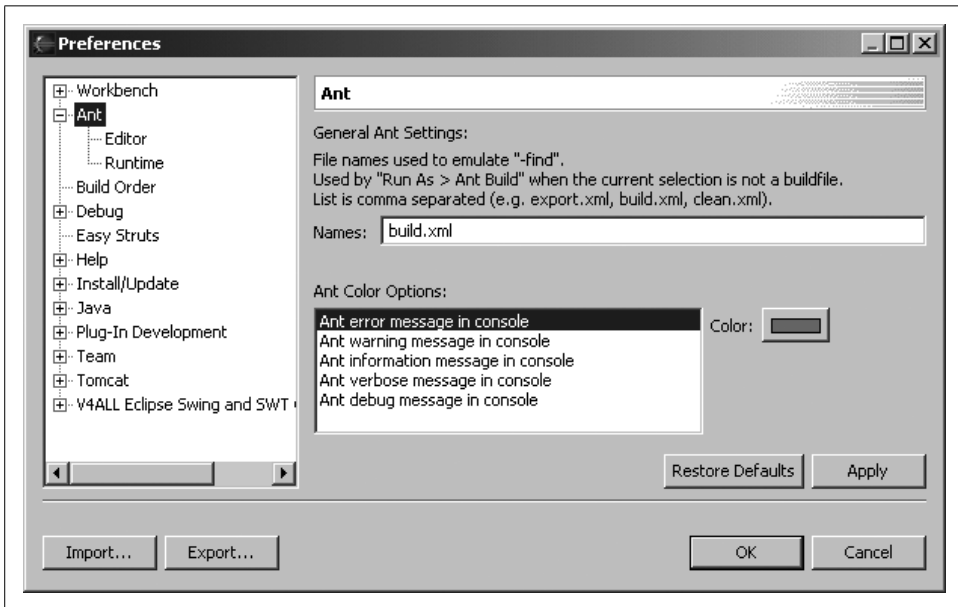 Preferences
Workbench
Ant
Editor
Runtime
Build Order
Debug
Easy Struts
Help
Install/Update
Java
Plug-In Development
Team
Tomcat
V4ALL Eclipse Swing and SWT
Ant
General Ant Settings:
File names used to emulate "-find".
Used by "Run As > Ant Build" when the current selection is not a buildfile.
List is comma separated (e.g. export.xml, build.xml, clean.xml).
Names: build.xml
Ant Color Options:
Ant error message in console
Ant warning message in console
Ant information message in console
Ant verbose message in console
Ant debug message in console
Color:
Restore Defaults Apply
Import... Export... OK Cancel